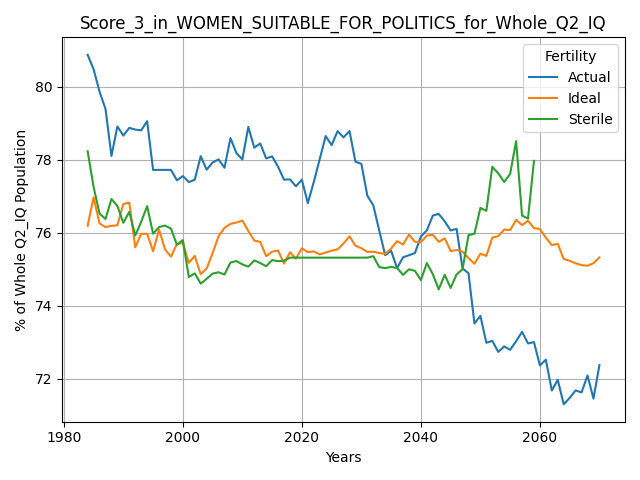 Score_3_in_WOMEN_SUITABLE_FOR_POLITICS_for_Whole_Q2_IQ
Fertility
Actual
Ideal
Sterile
% of Whole Q2_IQ Population
80
78
76
74
72
1980
2000
2020
2040
2060
Years